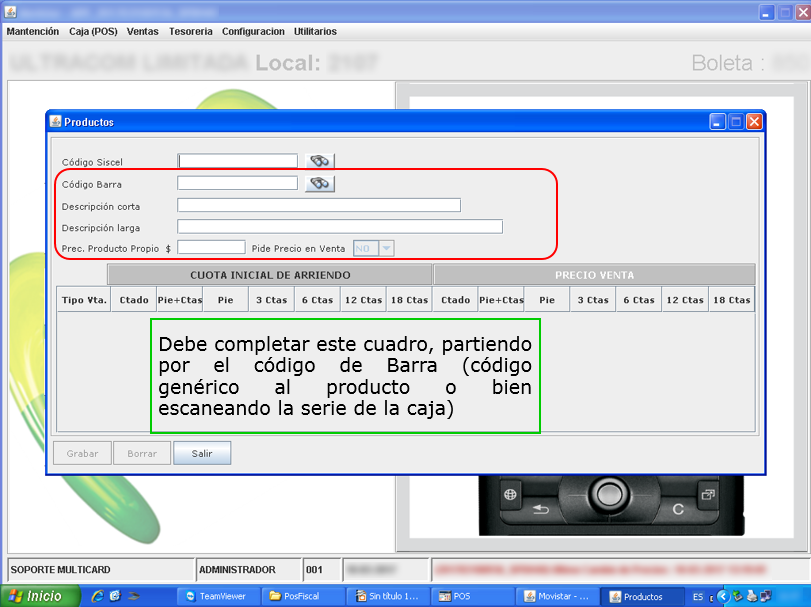 Mantención Caja (POS) Ventas Tesoreria Configuracion Utilitarios
ULTRACOM LIMITADA Local: 2107
Boleta :
Productos
Código Siscel
Código Barra
Descripción corta
Descripción larga
Prec. Producto Propio $ Pide Precio en Venta NO
CUOTA INICIAL DE ARRIENDO PRECIO VENTA
Tipo Vta. Ctado Pie+Ctas Pie 3 Ctas 6 Ctas 12 Ctas 18 Ctas Ctado Pie+Ctas Pie 3 Ctas 6 Ctas 12 Ctas 18 Ctas
Debe completar este cuadro, partiendo
por el código de Barra (código
genérico al producto o bien
escaneando la serie de la caja)
Grabar Borrar Salir
C
SOPORTE MULTICARD ADMINISTRADOR 001
Inicio TeamViewer PosFiscal Sin título 1... POS Movistar - ... Productos ES